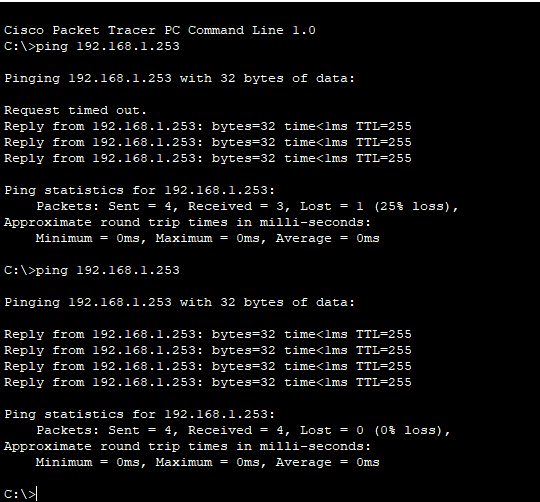 Cisco Packet Tracer PC Command Line 1.0
C:\>ping 192.168.1.253
Pinging 192.168.1.253 with 32 bytes of data:
Request timed out.
Reply from 192.168.1.253: bytes=32 time<1ms TTL=255
Reply from 192.168.1.253: bytes=32 time<1ms TTL=255
Reply from 192.168.1.253: bytes=32 time<1ms TTL=255
Ping statistics for 192.168.1.253:
    Packets: Sent = 4, Received = 3, Lost = 1 (25% loss),
Approximate round trip times in milli-seconds:
    Minimum = 0ms, Maximum = 0ms, Average = 0ms
C:\>ping 192.168.1.253
Pinging 192.168.1.253 with 32 bytes of data:
Reply from 192.168.1.253: bytes=32 time<1ms TTL=255
Reply from 192.168.1.253: bytes=32 time<1ms TTL=255
Reply from 192.168.1.253: bytes=32 time<1ms TTL=255
Reply from 192.168.1.253: bytes=32 time<1ms TTL=255
Ping statistics for 192.168.1.253:
    Packets: Sent = 4, Received = 4, Lost = 0 (0% loss),
Approximate round trip times in milli-seconds:
    Minimum = 0ms, Maximum = 0ms, Average = 0ms
C:\>